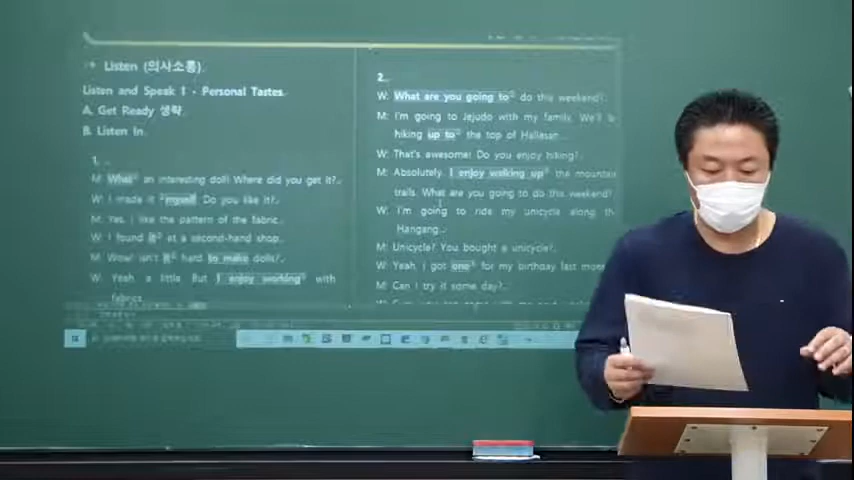 Listen (의사소통)
Listen and Speak 1 - Personal Tastes
A. Get Ready 생략
B. Listen In
1.
M: What an interesting doll! Where did you get it?
W: I made it myself. Do you like it?
M: Yes, I like the pattern of the fabric.
W: I found it at a second-hand shop.
M: Wow! Isn't it hard to make dolls?
W: Yeah a little. But I enjoy working with
fabrics
2.
W: What are you going to do this weekend?
M: I'm going to Jejudo with my family. We'll b
hiking up to the top of Hallasan.
W: That's awesome! Do you enjoy hiking?
M: Absolutely. I enjoy walking up the mountain
trails. What are you going to do this weekend?
W: I'm going to ride my unicycle along th
Hangang.
M: Unicycle? You bought a unicycle?
W: Yeah, I got one for my birthday last mon
M: Can I try it some day?